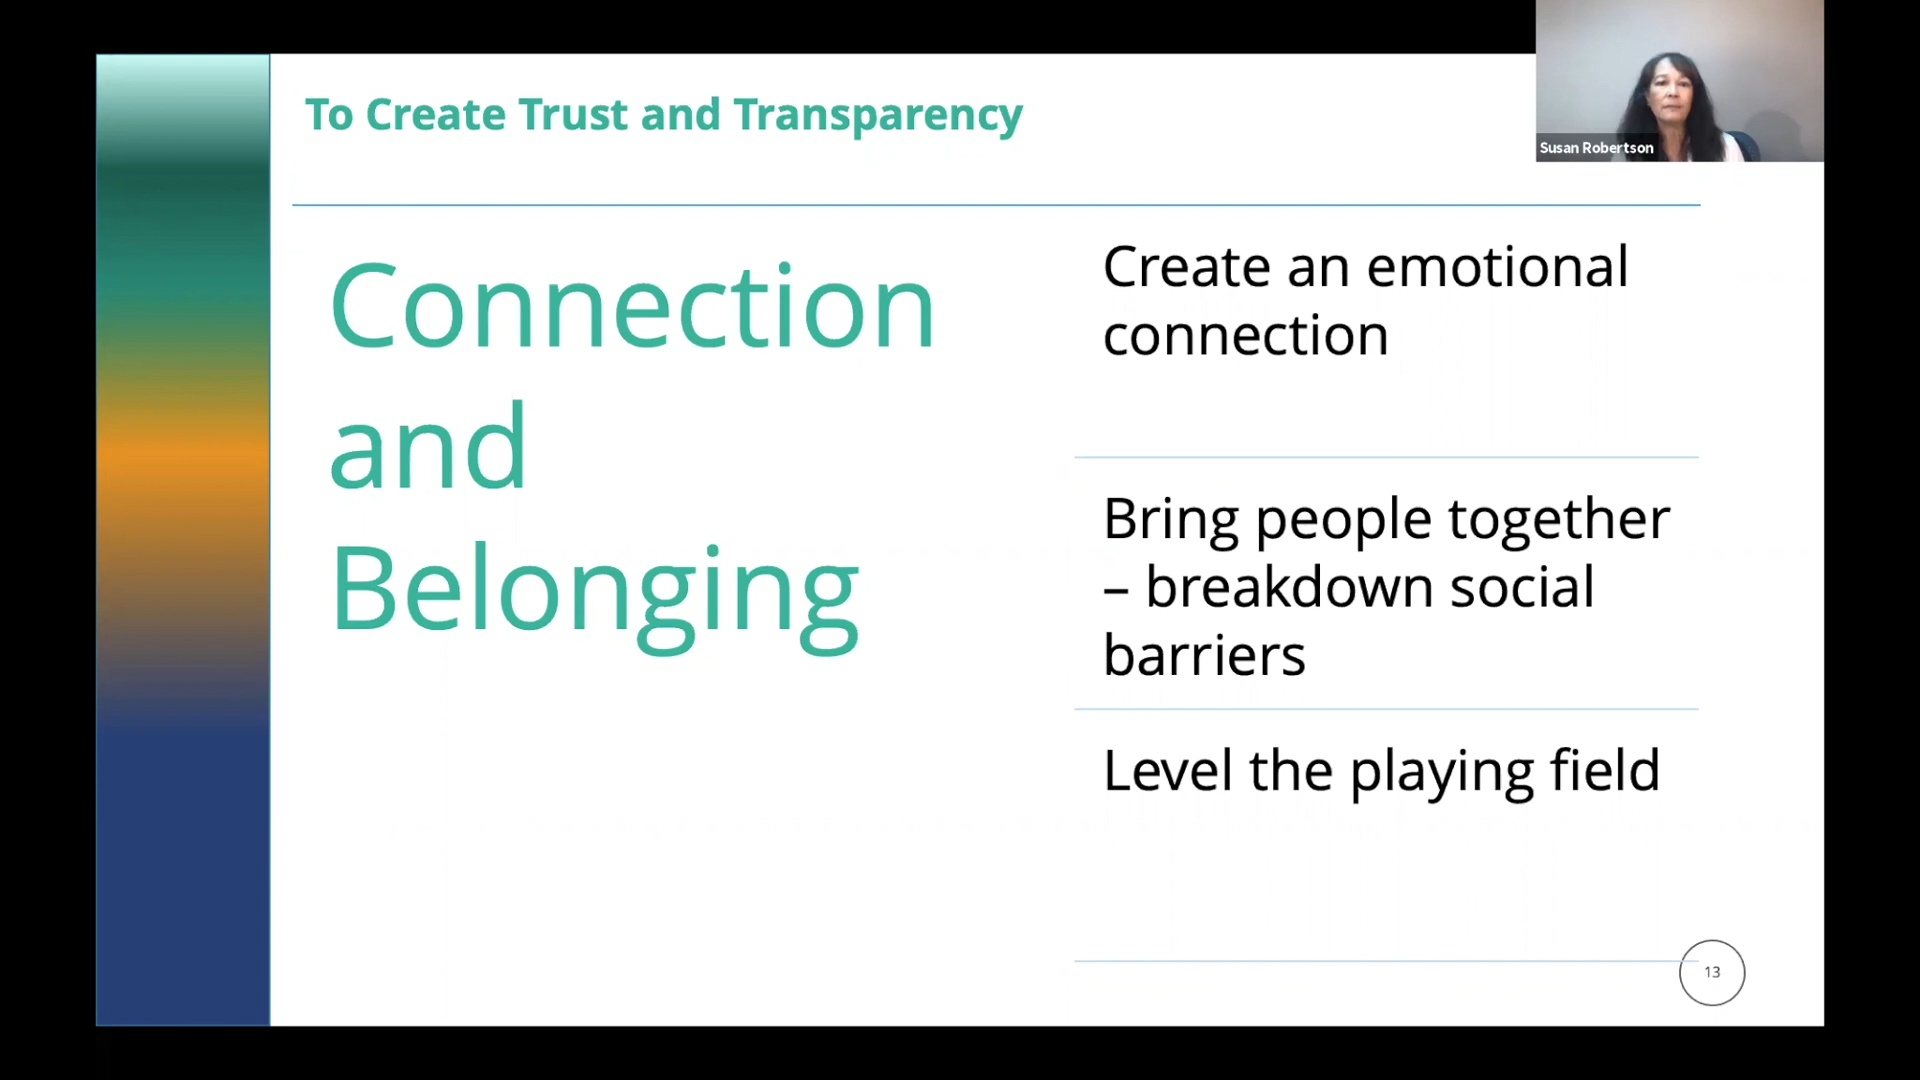 To Create Trust and Transparency
Susan Robertson
Connection
and
Belonging
Create an emotional
connection
Bring people together
– breakdown social
barriers
Level the playing field
13